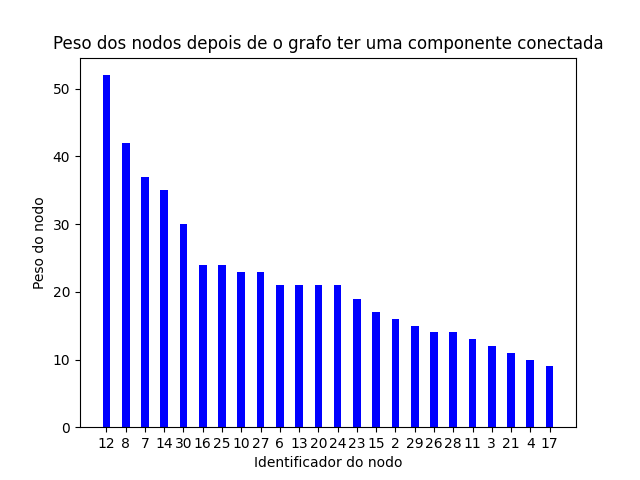 Peso dos nodos depois de o grafo ter uma componente conectada
50
40
30
20
10
0
Peso do nodo
12 8 7 14 30 16 25 10 27 6 13 20 24 23 15 2 29 26 28 11 3 21 4 17
Identificador do nodo